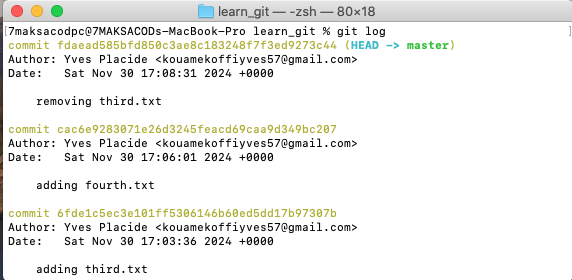 learn_git — -zsh — 80×18
[7maksacodpc@7MAKSACODs-MacBook-Pro learn_git % git log
commit fdaead585bfd850c3ae8c183248f7f3ed9273c44 (HEAD -> master)
Author: Yves Placide <kouamekoffiyves57@gmail.com>
Date:   Sat Nov 30 17:08:31 2024 +0000
removing third.txt
commit cac6e9283071e26d3245feacd69caa9d349bc207
Author: Yves Placide <kouamekoffiyves57@gmail.com>
Date:   Sat Nov 30 17:06:01 2024 +0000
adding fourth.txt
commit 6fde1c5ec3e101ff5306146b60ed5dd17b97307b
Author: Yves Placide <kouamekoffiyves57@gmail.com>
Date:   Sat Nov 30 17:03:36 2024 +0000
adding third.txt